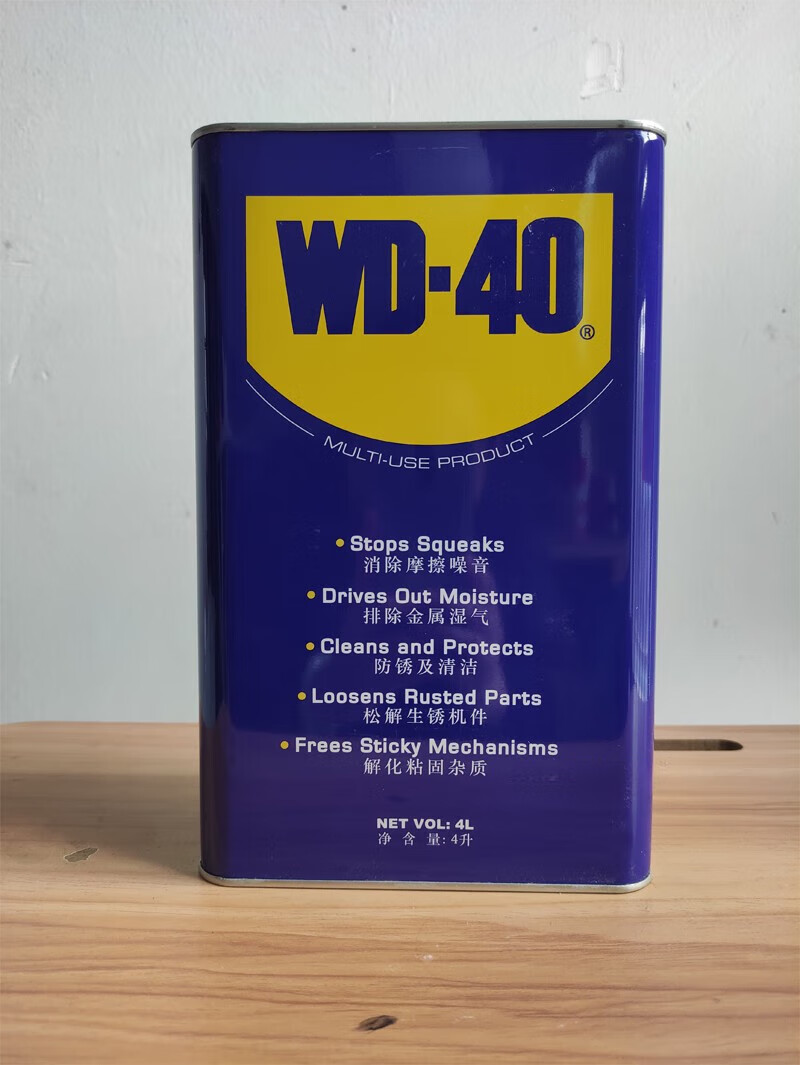 WD-40®
MULTI-USE PRODUCT
• Stops Squeaks
消除摩擦噪音
• Drives Out Moisture
排除金属湿气
• Cleans and Protects
防锈及清洁
• Loosens Rusted Parts
松解生锈机件
• Frees Sticky Mechanisms
解化粘固杂质
NET VOL: 4L
净 含 量: 4升